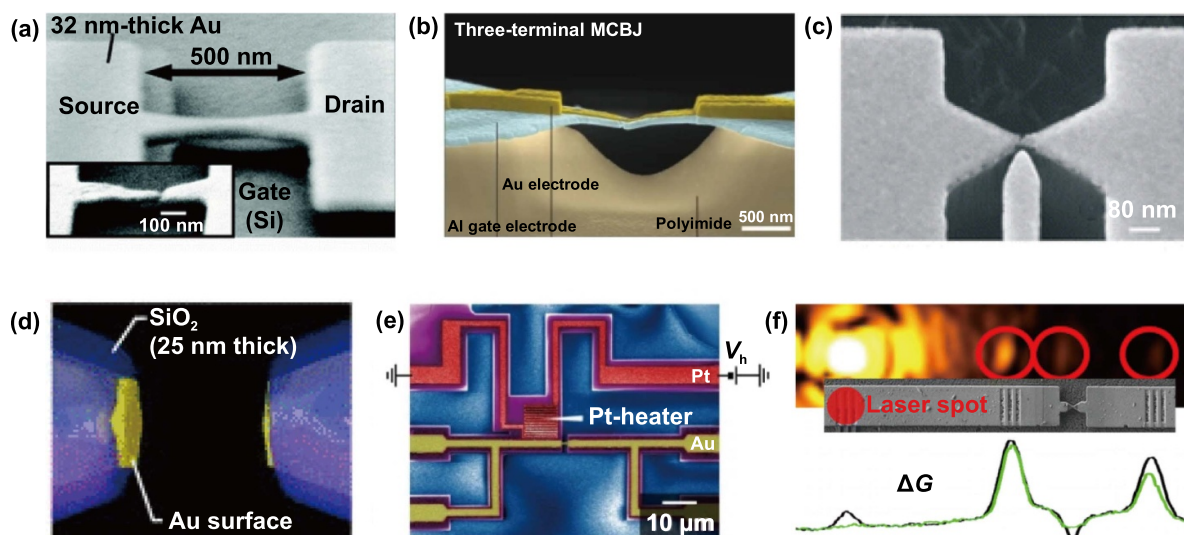 (a)
32 nm-thick Au
500 nm
Source
Drain
Gate
(Si)
100 nm
(b)
Three-terminal MCBJ
Au electrode
Al gate electrode
Polyimide
500 nm
(c)
80 nm
(d)
SiO₂
(25 nm thick)
Au surface
(e)
Vₕ
Pt
Pt-heater
Au
10 µm
(f)
Laser spot
ΔG